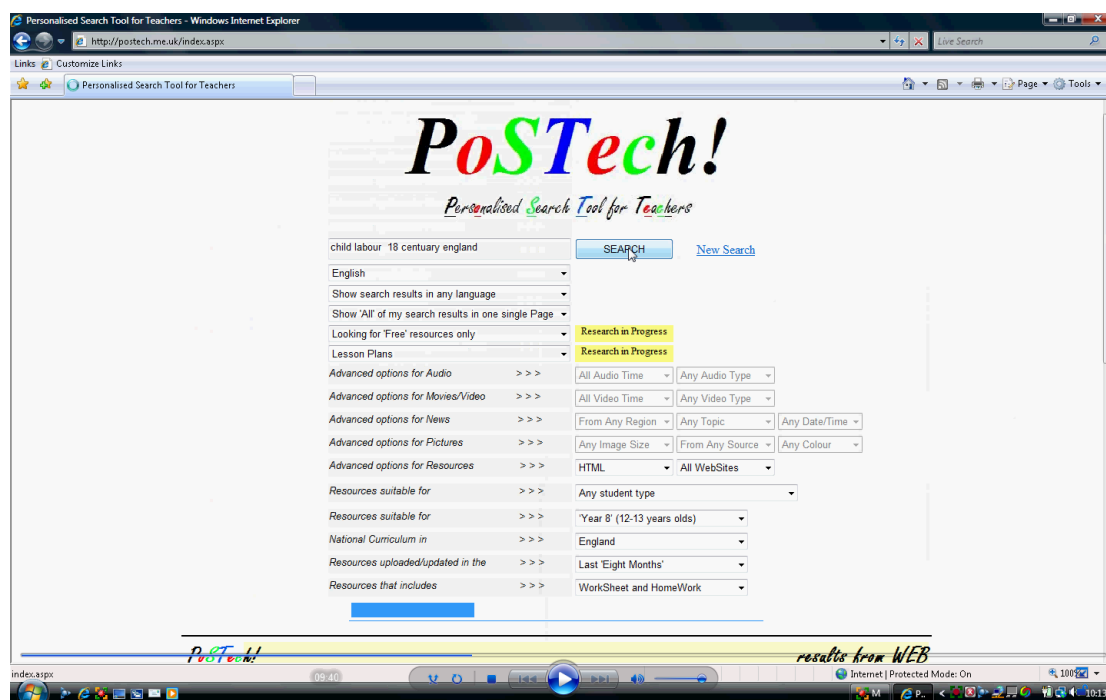 Personalised Search Tool for Teachers - Windows Internet Explorer
http://postech.me.uk/index.aspx
Live Search
Links Customize Links
Personalised Search Tool for Teachers
Page Tools
PoSTech!
Personalised Search Tool for Teachers
child labour 18 centuary england SEARCH New Search
English
Show search results in any language
Show 'All' of my search results in one single Page
Looking for 'Free' resources only Research in Progress
Lesson Plans Research in Progress
Advanced options for Audio >>> All Audio Time Any Audio Type
Advanced options for Movies/Video >>> All Video Time Any Video Type
Advanced options for News >>> From Any Region Any Topic Any Date/Time
Advanced options for Pictures >>> Any Image Size From Any Source Any Colour
Advanced options for Resources >>> HTML All WebSites
Resources suitable for >>> Any student type
Resources suitable for >>> 'Year 8' (12-13 years olds)
National Curriculum in >>> England
Resources uploaded/updated in the >>> Last 'Eight Months'
Resources that includes >>> WorkSheet and HomeWork
PoSTech! results from WEB
index.aspx 09:40 Internet | Protected Mode: On 100%
M P..